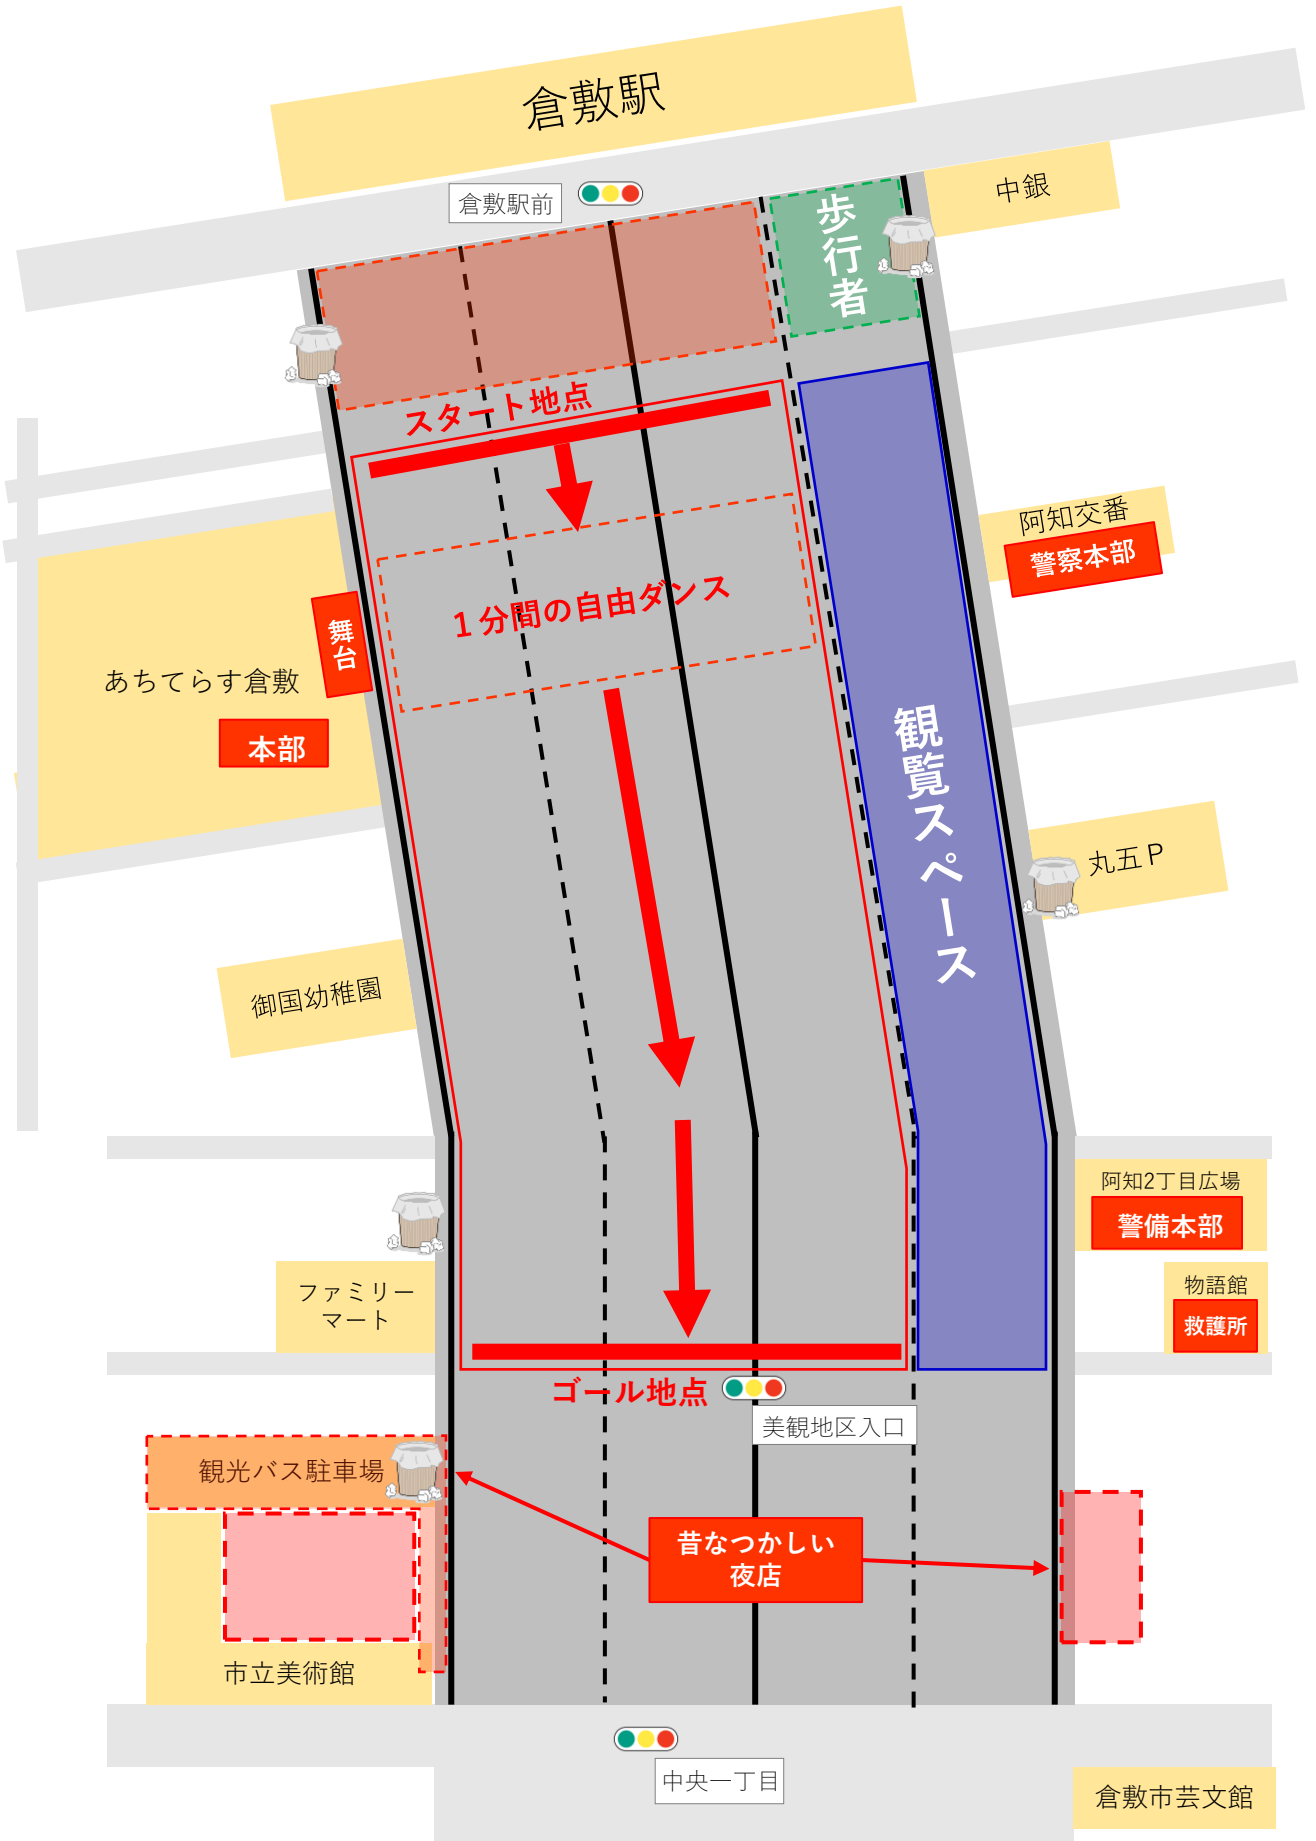 倉敷駅
中銀
倉敷駅前
歩行者
スタート地点
阿知交番
警察本部
１分間の自由ダンス
舞台
あちてらす倉敷
本部
観覧スペース
丸五Ｐ
御国幼稚園
阿知2丁目広場
警備本部
ファミリー
マート
物語館
救護所
ゴール地点
美観地区入口
観光バス駐車場
昔なつかしい
夜店
市立美術館
中央一丁目
倉敷市芸文館